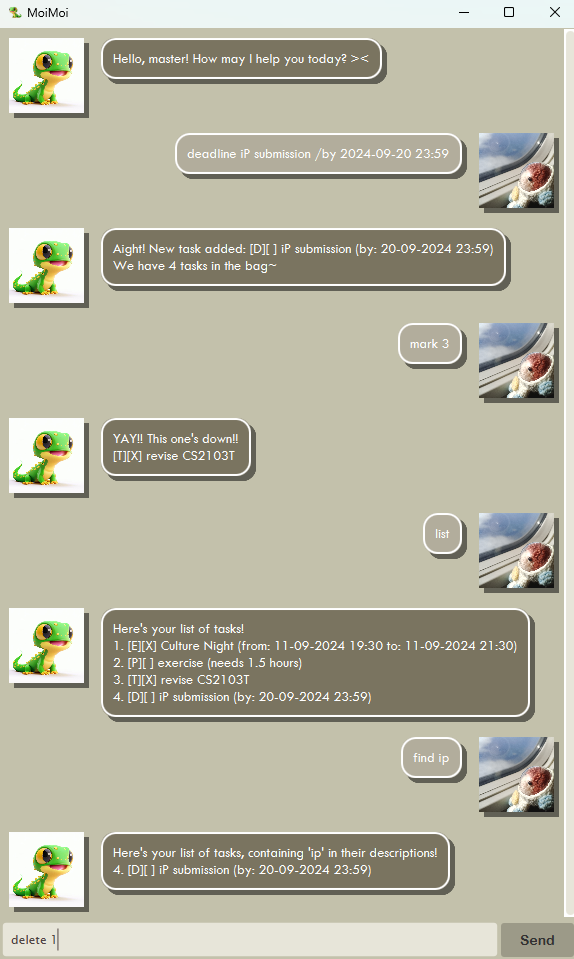 MoiMoi
Hello, master! How may I help you today? ><
deadline iP submission /by 2024-09-20 23:59
Aight! New task added: [D][ ] iP submission (by: 20-09-2024 23:59)
We have 4 tasks in the bag~
mark 3
YAY!! This one's down!!
[T][X] revise CS2103T
list
Here's your list of tasks!
1. [E][X] Culture Night (from: 11-09-2024 19:30 to: 11-09-2024 21:30)
2. [P][ ] exercise (needs 1.5 hours)
3. [T][X] revise CS2103T
4. [D][ ] iP submission (by: 20-09-2024 23:59)
find ip
Here's your list of tasks, containing 'ip' in their descriptions!
4. [D][ ] iP submission (by: 20-09-2024 23:59)
delete 1
Send